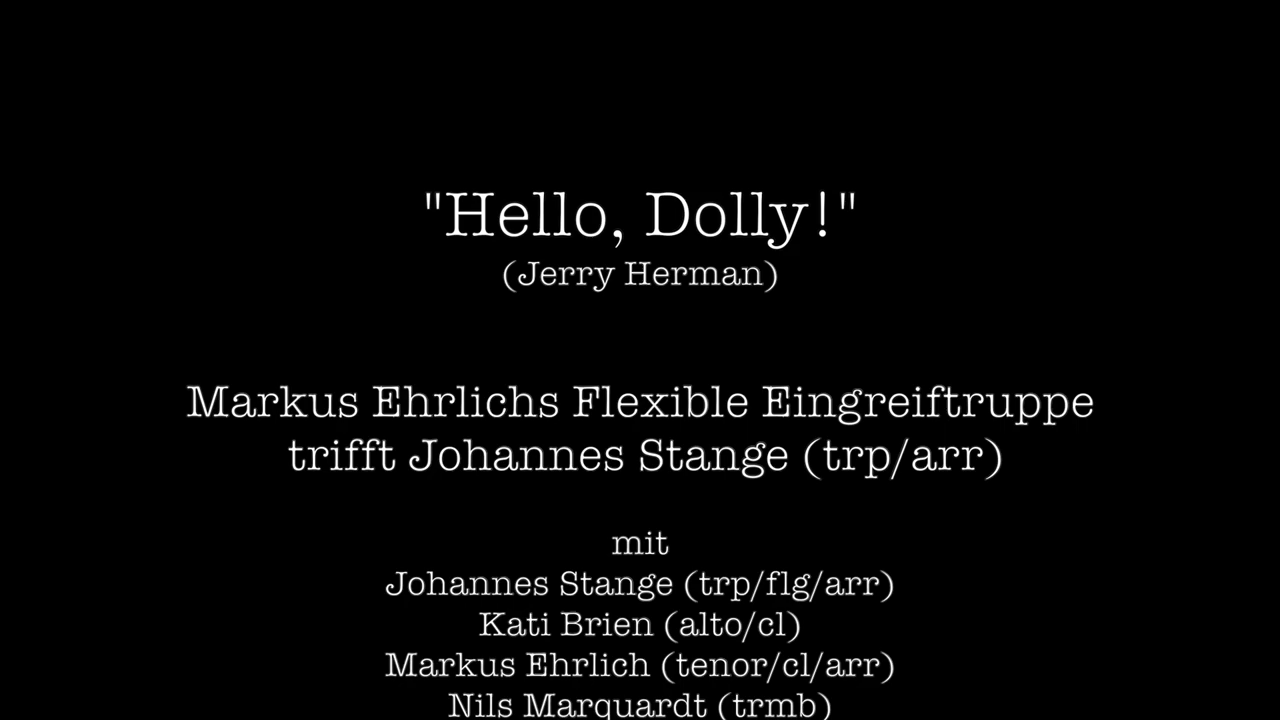 "Hello, Dolly!"
(Jerry Herman)
Markus Ehrlichs Flexible Eingreiftruppe
trifft Johannes Stange (trp/arr)
mit
Johannes Stange (trp/flg/arr)
Kati Brien (alto/cl)
Markus Ehrlich (tenor/cl/arr)
Nils Marquardt (trmb)